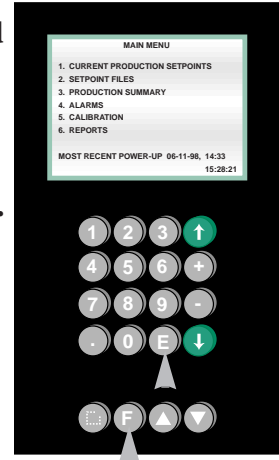 MAIN MENU
1. CURRENT PRODUCTION SETPOINTS
2. SETPOINT FILES
3. PRODUCTION SUMMARY
4. ALARMS
5. CALIBRATION
6. REPORTS
MOST RECENT POWER-UP 06-11-98, 14:33
15:28:21
1 2 3 ↑
4 5 6 +
7 8 9 -
. 0 E ↓
F